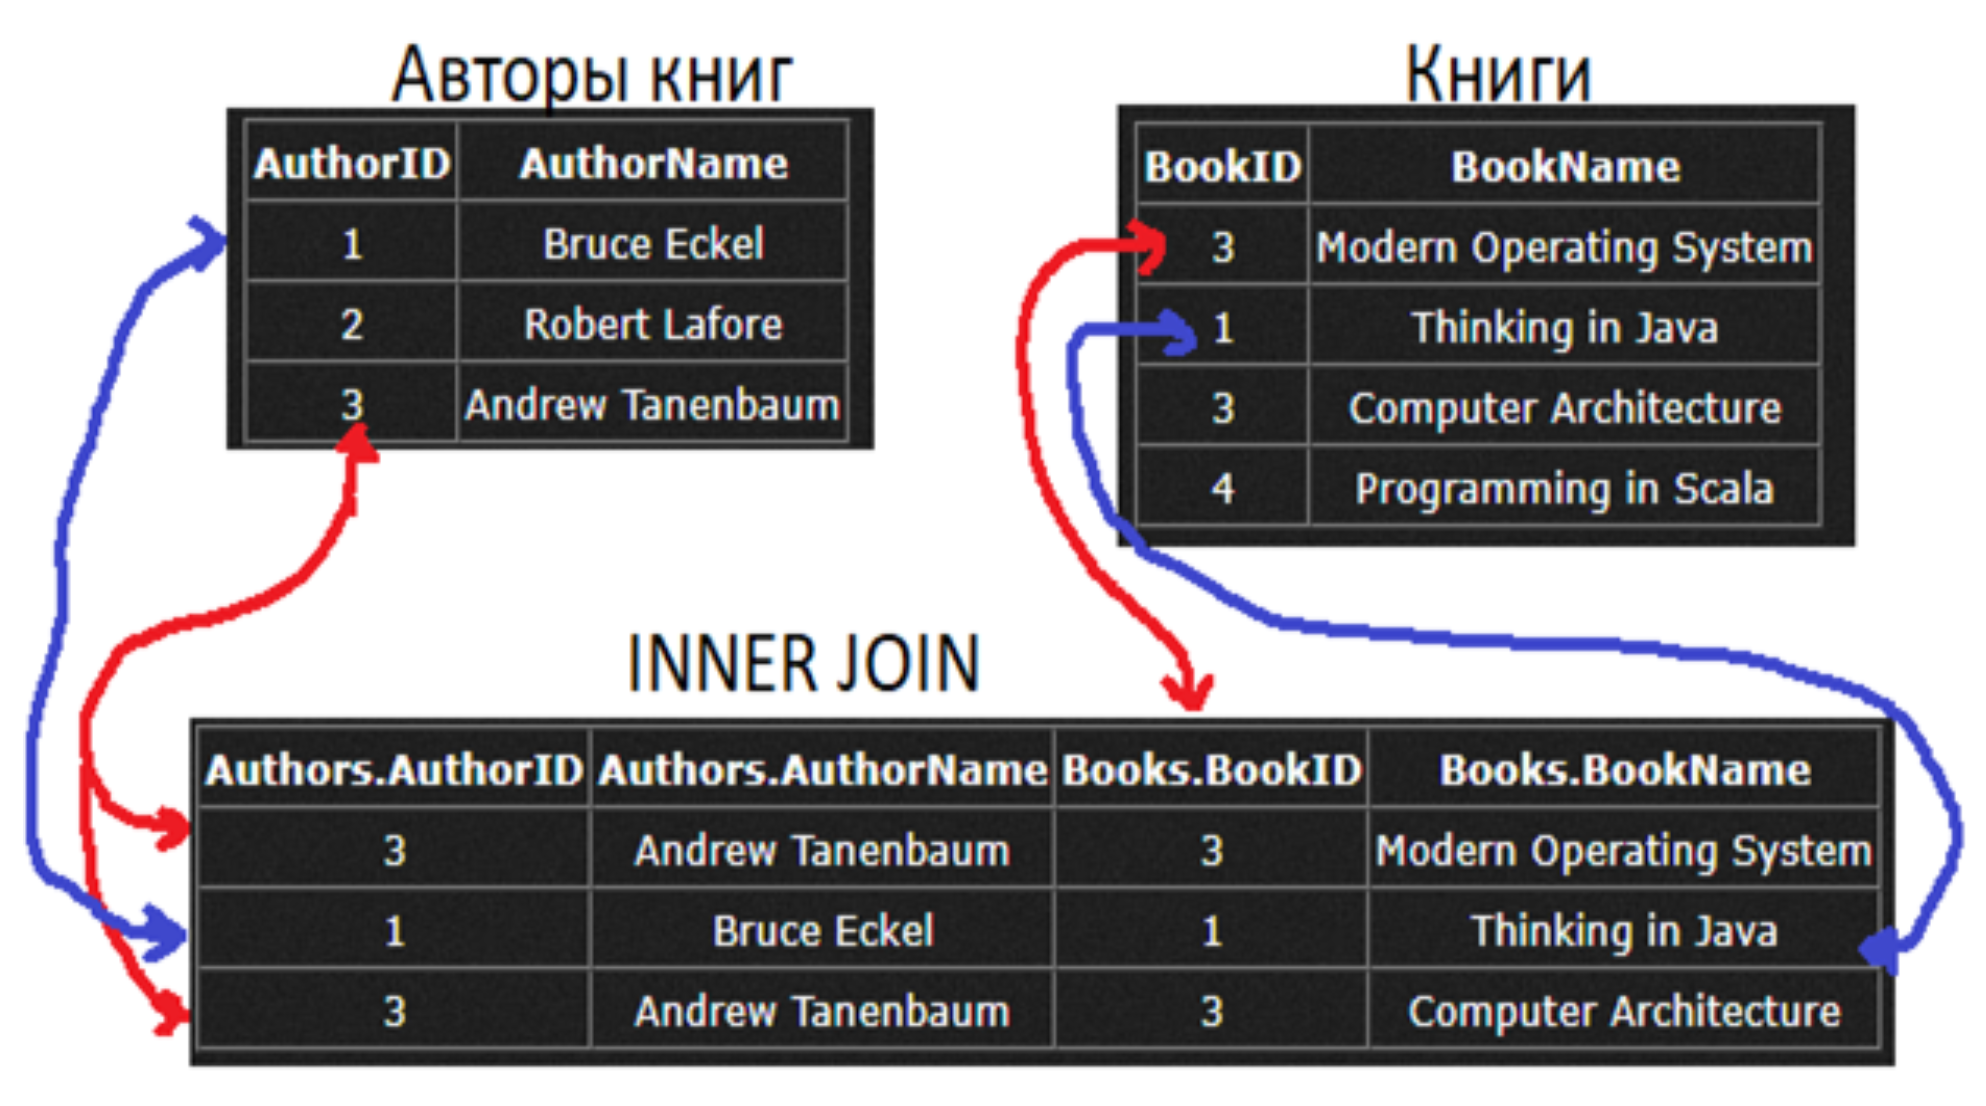 Авторы книг
AuthorID AuthorName
1 Bruce Eckel
2 Robert Lafore
3 Andrew Tanenbaum
Книги
BookID BookName
3 Modern Operating System
1 Thinking in Java
3 Computer Architecture
4 Programming in Scala
INNER JOIN
Authors.AuthorID Authors.AuthorName Books.BookID Books.BookName
3 Andrew Tanenbaum 3 Modern Operating System
1 Bruce Eckel 1 Thinking in Java
3 Andrew Tanenbaum 3 Computer Architecture